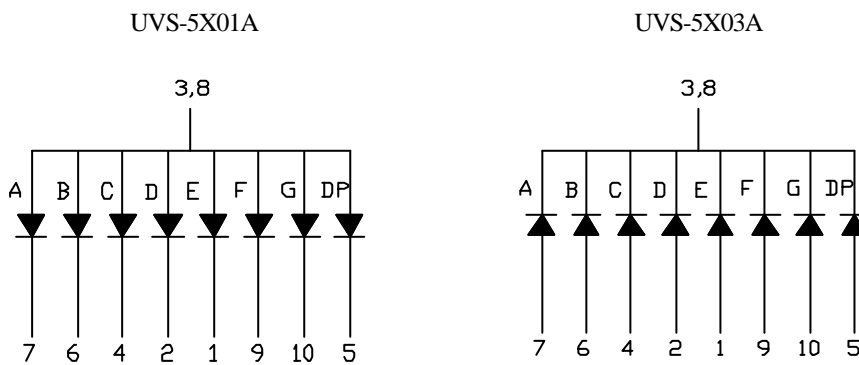 UVS-5X01A UVS-5X03A
3,8 3,8
A B C D E F G DP A B C D E F G DP
7 6 4 2 1 9 10 5 7 6 4 2 1 9 10 5